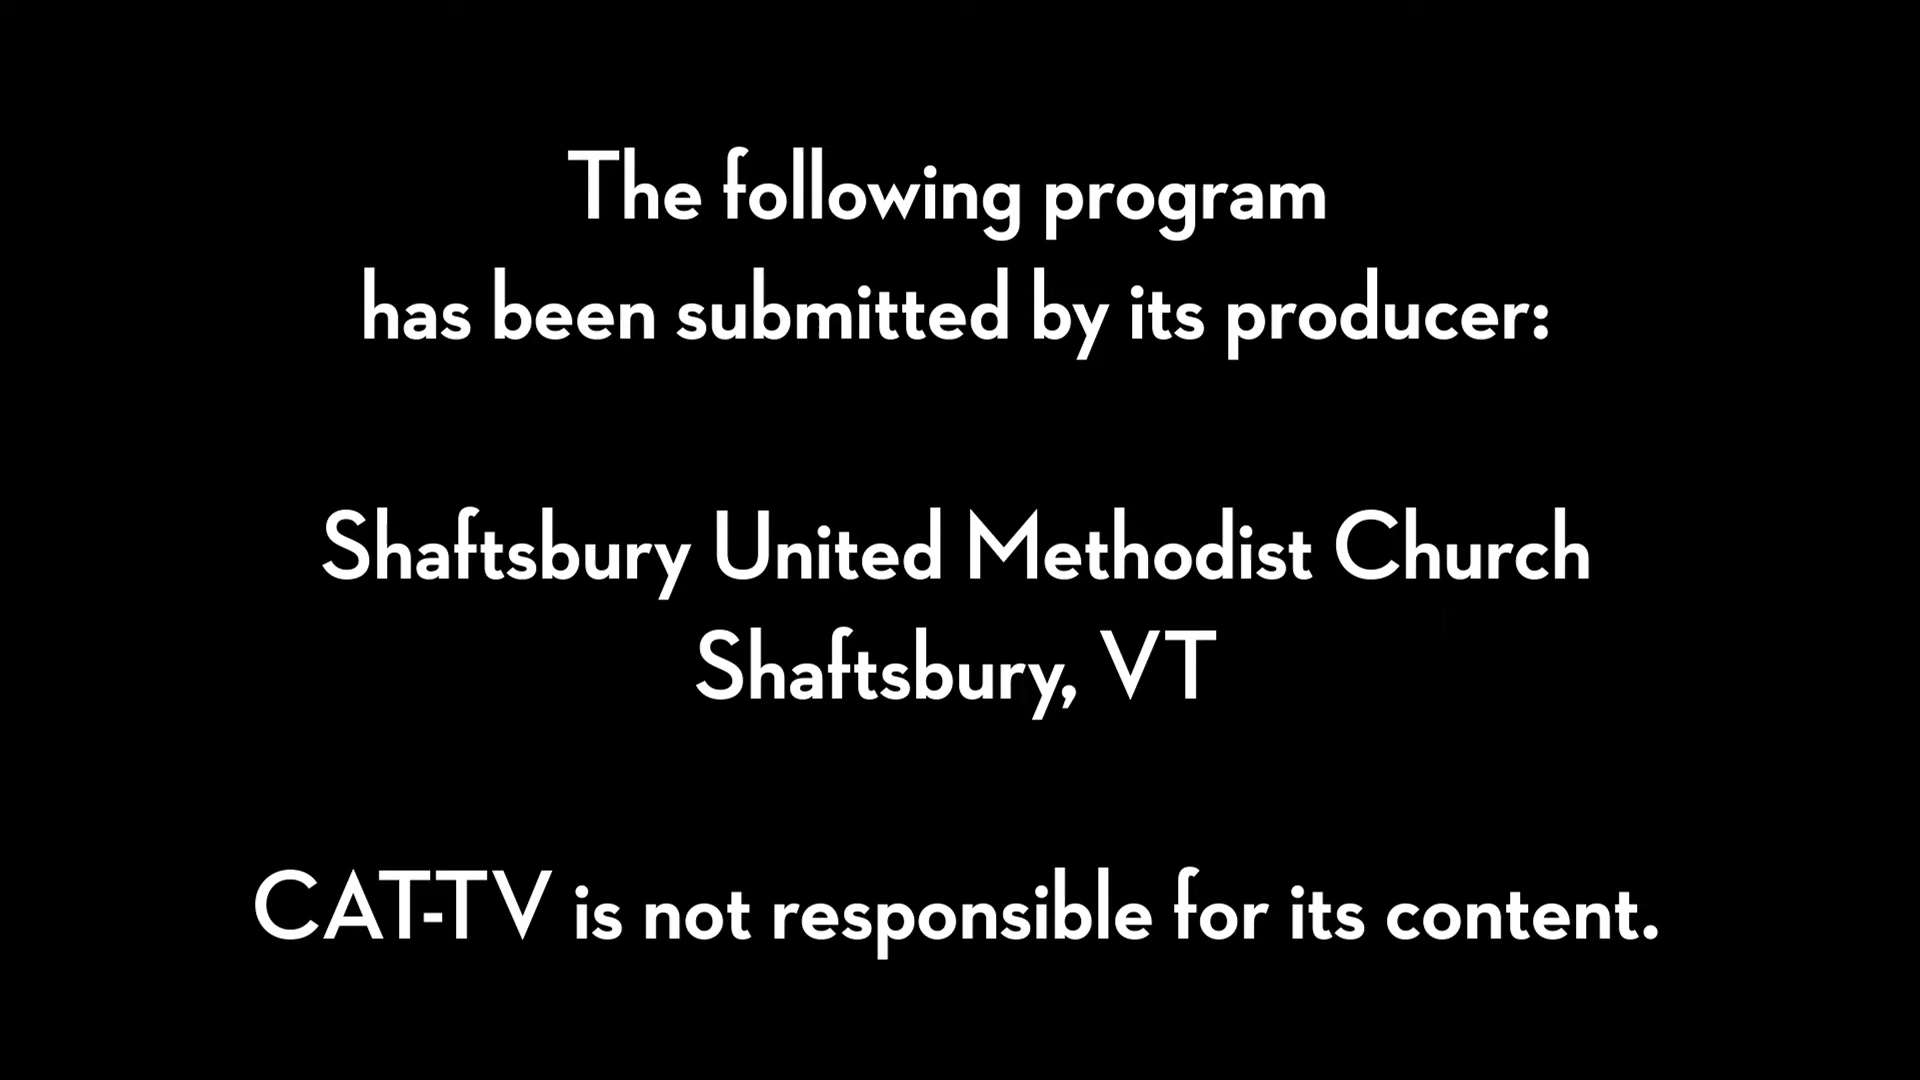 The following program
has been submitted by its producer:
Shaftsbury United Methodist Church
Shaftsbury, VT
CAT-TV is not responsible for its content.